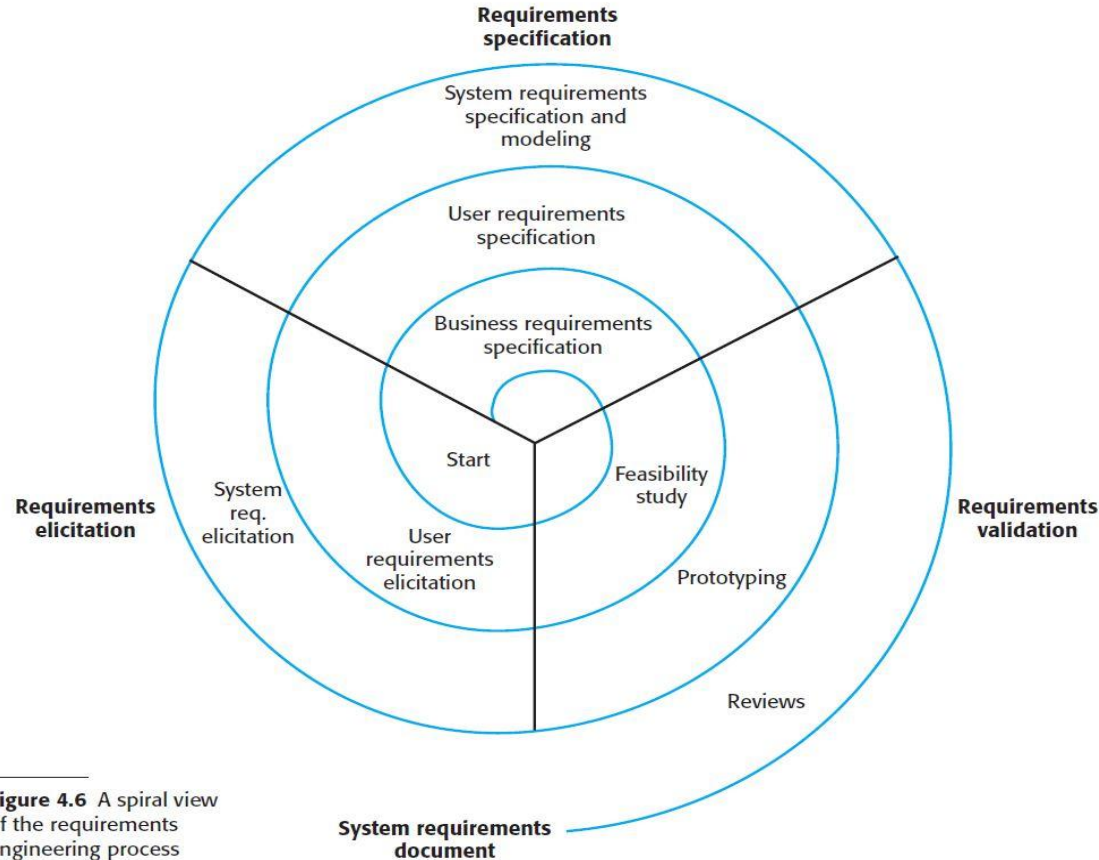 Requirements
specification
System requirements
specification and
modeling
User requirements
specification
Business requirements
specification
Start
Feasibility
study
System
req.
elicitation
User
requirements
elicitation
Requirements
elicitation
Requirements
validation
Prototyping
Reviews
igure 4.6 A spiral view
f the requirements
ngineering process
System requirements
document